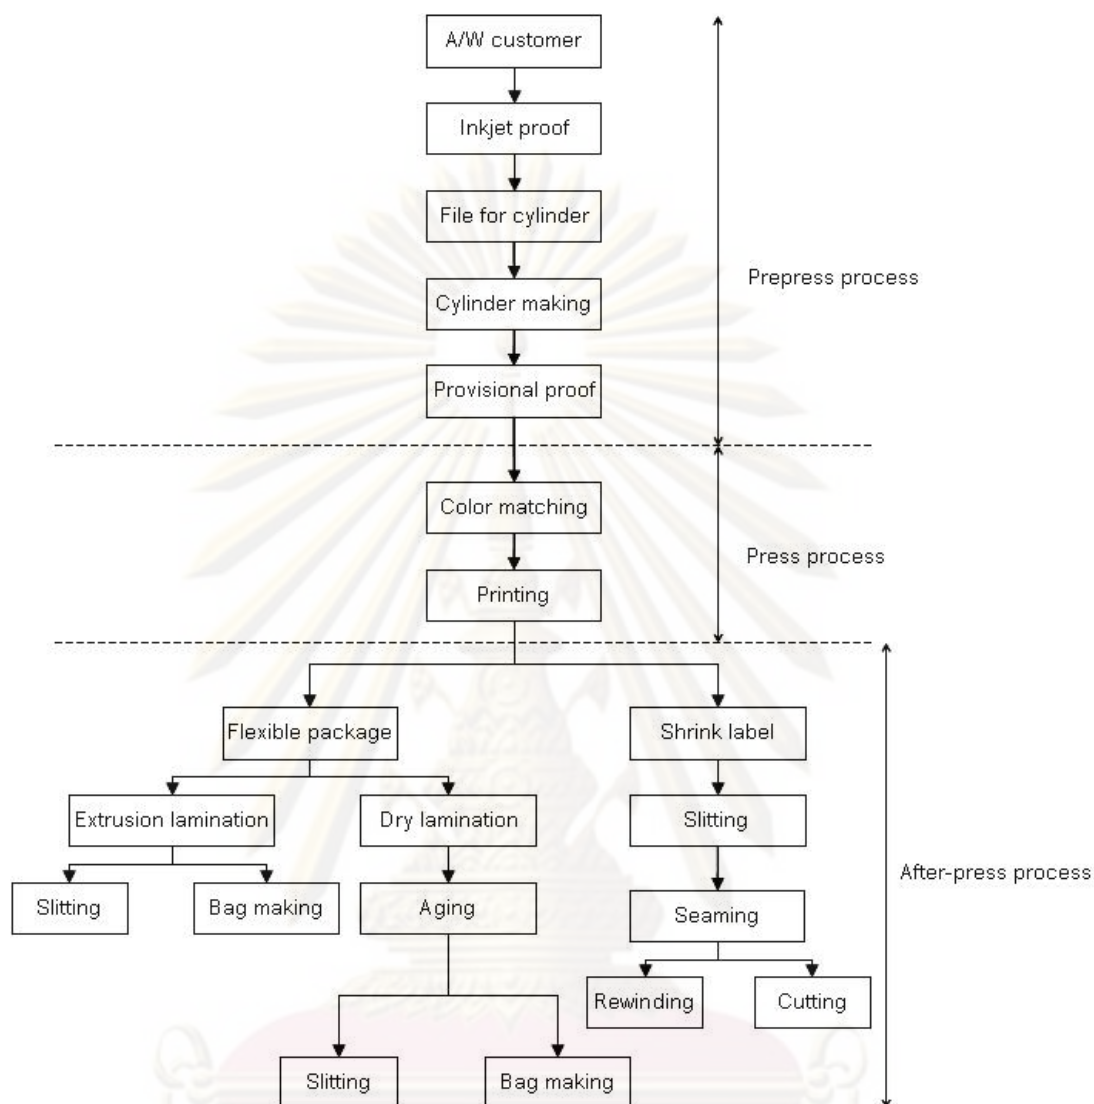 A/W customer
Inkjet proof
File for cylinder
Cylinder making
Prepress process
Provisional proof
Color matching
Press process
Printing
Flexible package
Shrink label
Extrusion lamination
Dry lamination
Slitting
After-press process
Slitting
Bag making
Aging
Seaming
Rewinding
Cutting
Slitting
Bag making